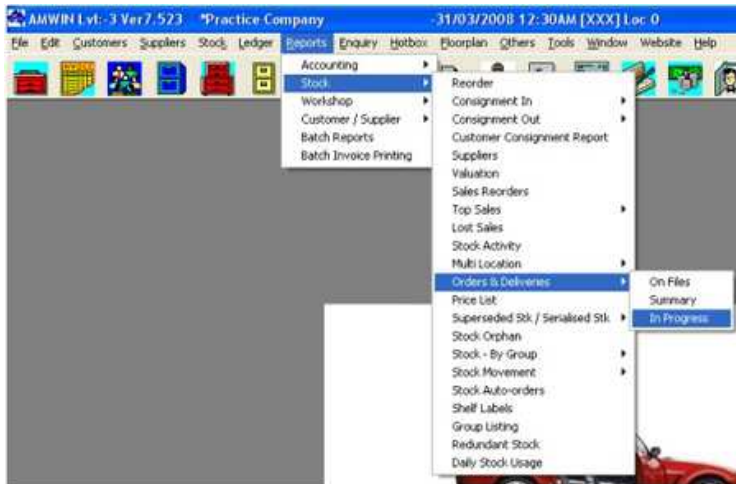 AMWIN Lvl:-3 Ver7.523 *Practice Company -31/03/2008 12:30AM [XXX] Loc 0
File Edit Customers Suppliers Stock Ledger Reports Enquiry Hotbox Floorplan Others Tools Window Website Help
Accounting
Stock
Workshop
Customer / Supplier
Batch Reports
Batch Invoice Printing
Reorder
Consignment In
Consignment Out
Customer Consignment Report
Suppliers
Valuation
Sales Reorders
Top Sales
Lost Sales
Stock Activity
Multi Location
Orders & Deliveries
Price List
Superseded Stk / Serialised Stk
Stock Orphan
Stock - By Group
Stock Movement
Stock Auto-orders
Shelf Labels
Group Listing
Redundant Stock
Daily Stock Usage
On Files
Summary
In Progress